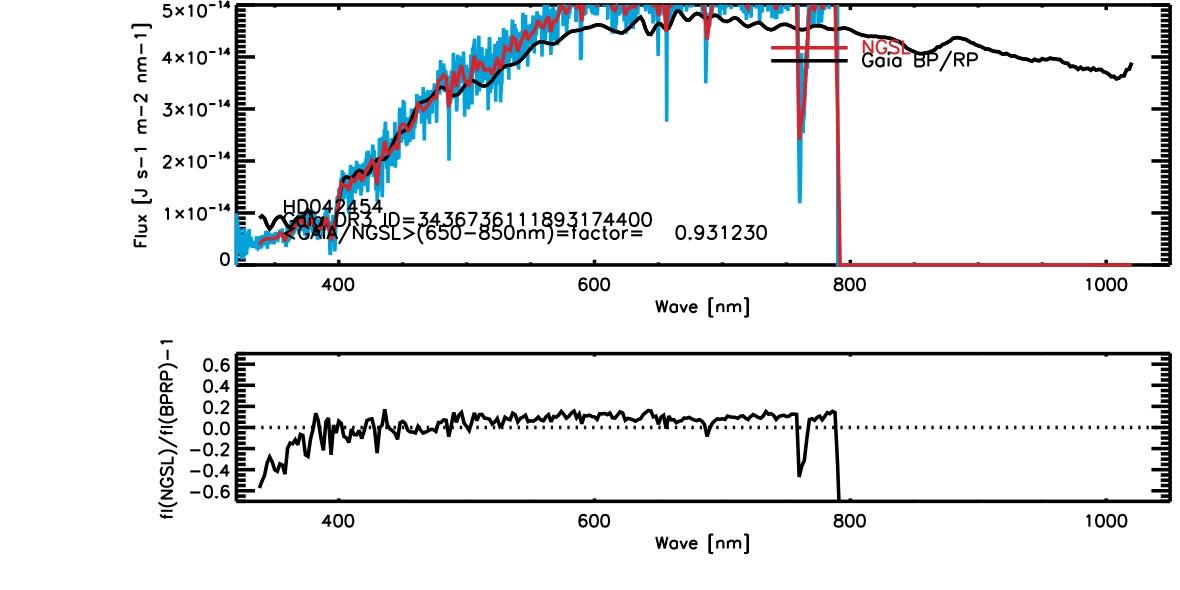 5×10−14
4×10−14
3×10−14
2×10−14
1×10−14
0
Flux [J s−1 m−2 nm−1]
NGSL
Gaia BP/RP
HD042454
Gaia DR3 ID=3436736111893174400
<GAIA/NGSL>(650−850nm)=factor= 0.931230
400 600 800 1000
Wave [nm]
fl(NGSL)/fl(BPRP)−1
0.6
0.4
0.2
0.0
−0.2
−0.4
−0.6
400 600 800 1000
Wave [nm]